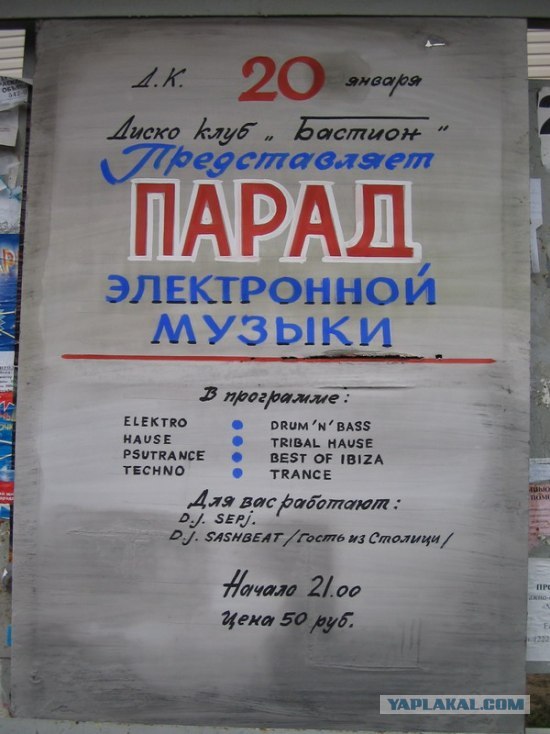 Д.К. 20 января
Диско клуб „Бастион"
Представляет
ПАРАД
ЭЛЕКТРОННОЙ
МУЗЫКИ
В программе:
ELEKTRO • DRUM'N'BASS
HAUSE • TRIBAL HAUSE
PSUTRANCE • BEST OF IBIZA
TECHNO • TRANCE
Для вас работают:
D.J. SEPj.
D.J. SASHBEAT /Гость из Столици/
Начало 21.00
Цена 50 руб.
YAPLAKAL.COM